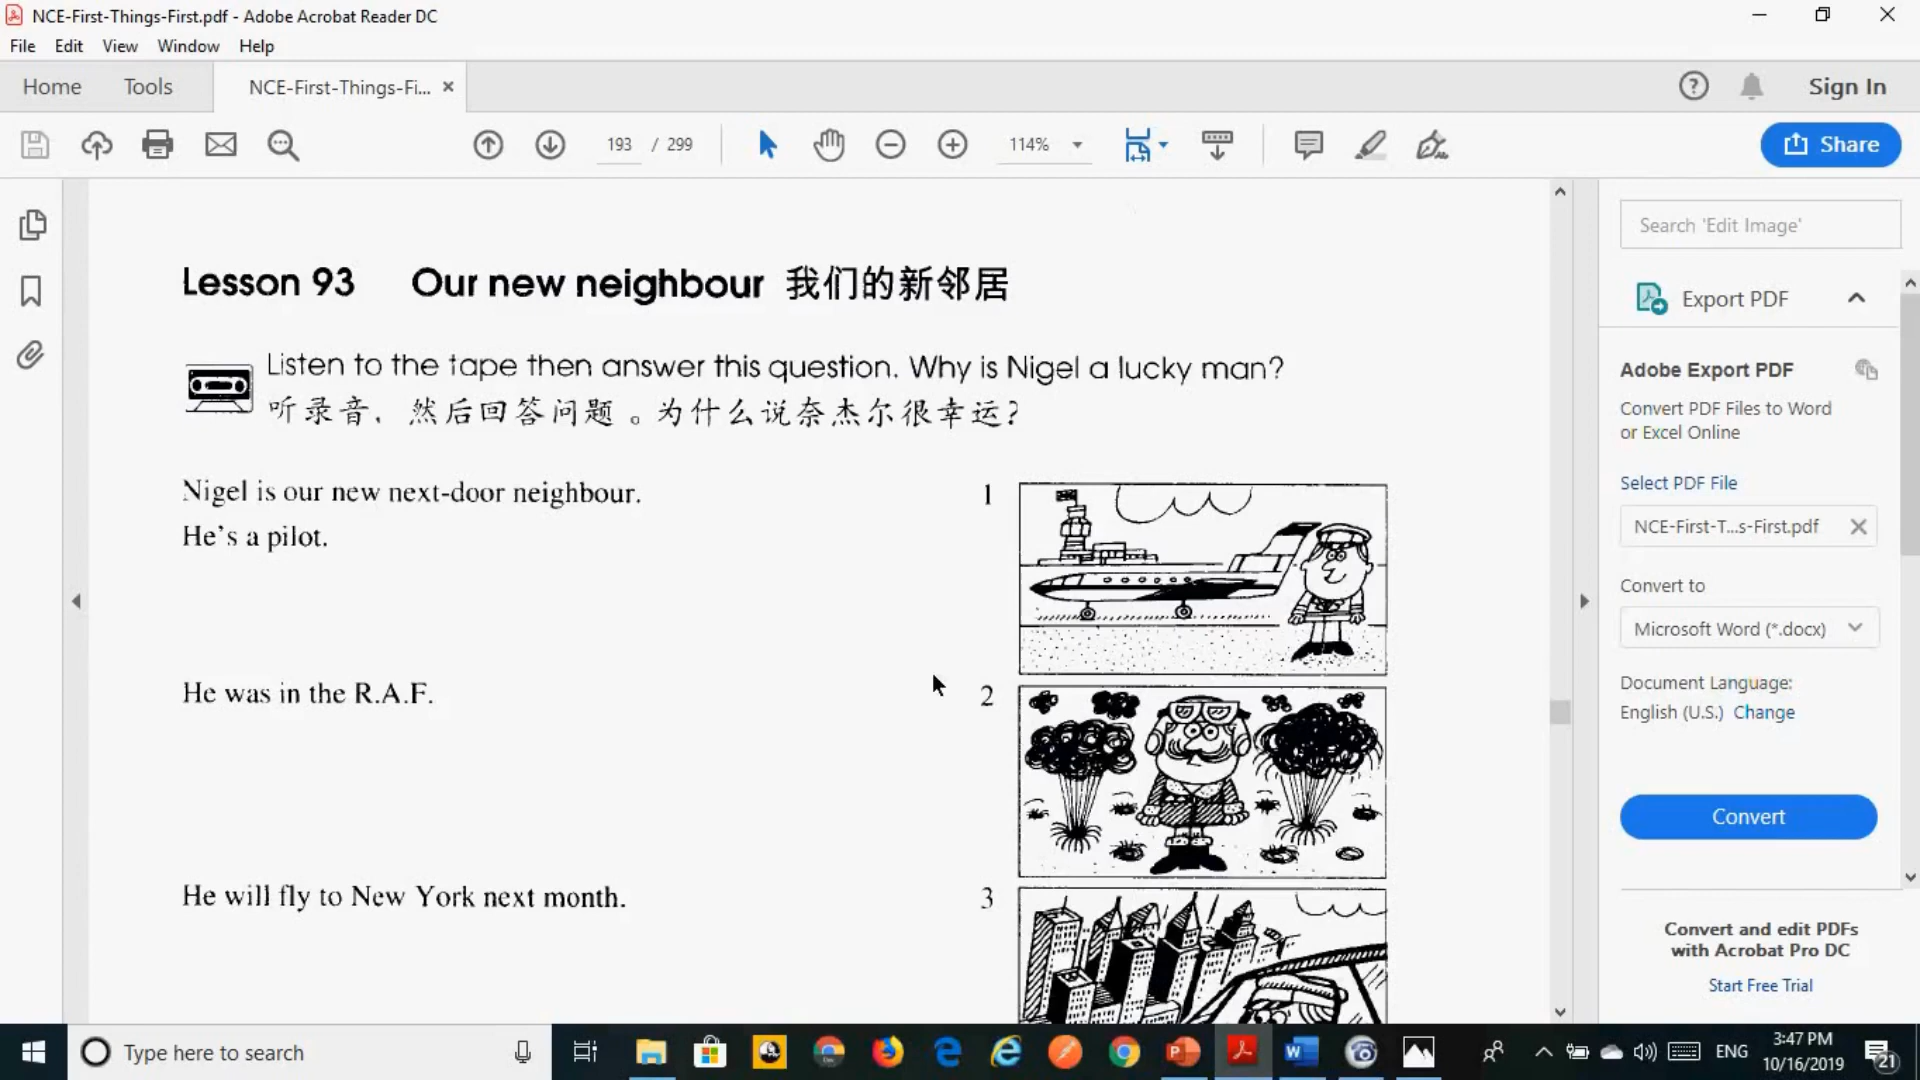 NCE-First-Things-First.pdf - Adobe Acrobat Reader DC
File Edit View Window Help
Home Tools NCE-First-Things-Fi... Sign In
193 / 299 114% Share
Search 'Edit Image'
Lesson 93 Our new neighbour 我们的新邻居
Export PDF
Listen to the tape then answer this question. Why is Nigel a lucky man?
听录音，然后回答问题。为什么说奈杰尔很幸运？
Adobe Export PDF
Convert PDF Files to Word
or Excel Online
Select PDF File
NCE-First-T...s-First.pdf
Nigel is our new next-door neighbour. 1
He's a pilot.
Convert to
Microsoft Word (*.docx)
He was in the R.A.F. 2
Document Language:
English (U.S.) Change
Convert
He will fly to New York next month. 3
Convert and edit PDFs
with Acrobat Pro DC
Start Free Trial
Type here to search
ENG
3:47 PM
10/16/2019
21